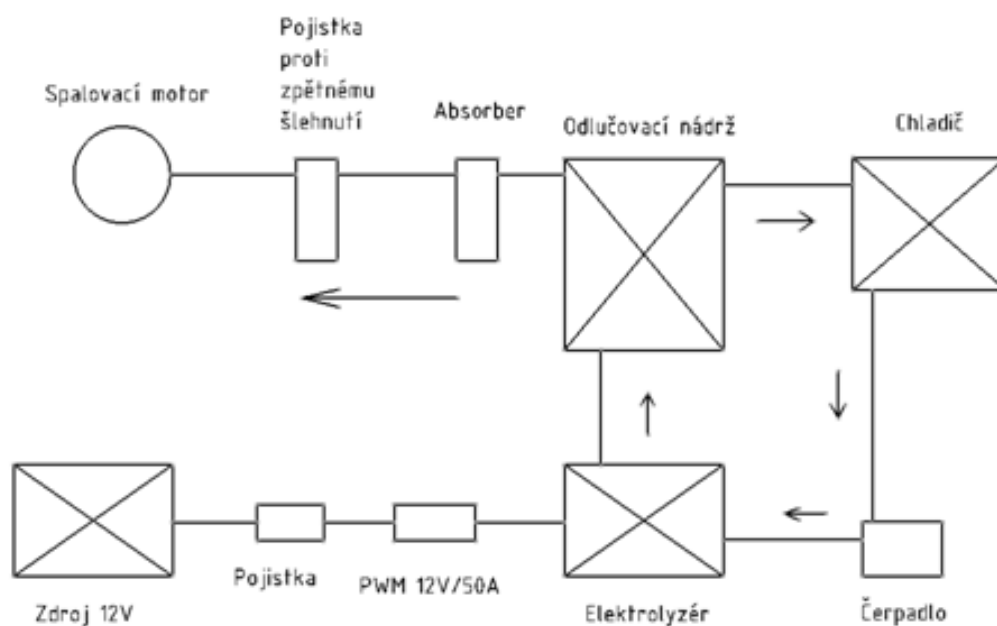 Spalovací motor
Pojistka
proti
zpětnému
šlehnutí
Absorber
Odlučovací nádrž
Chladič
Zdroj 12V
Pojistka
PWM 12V/50A
Elektrolyzér
Čerpadlo